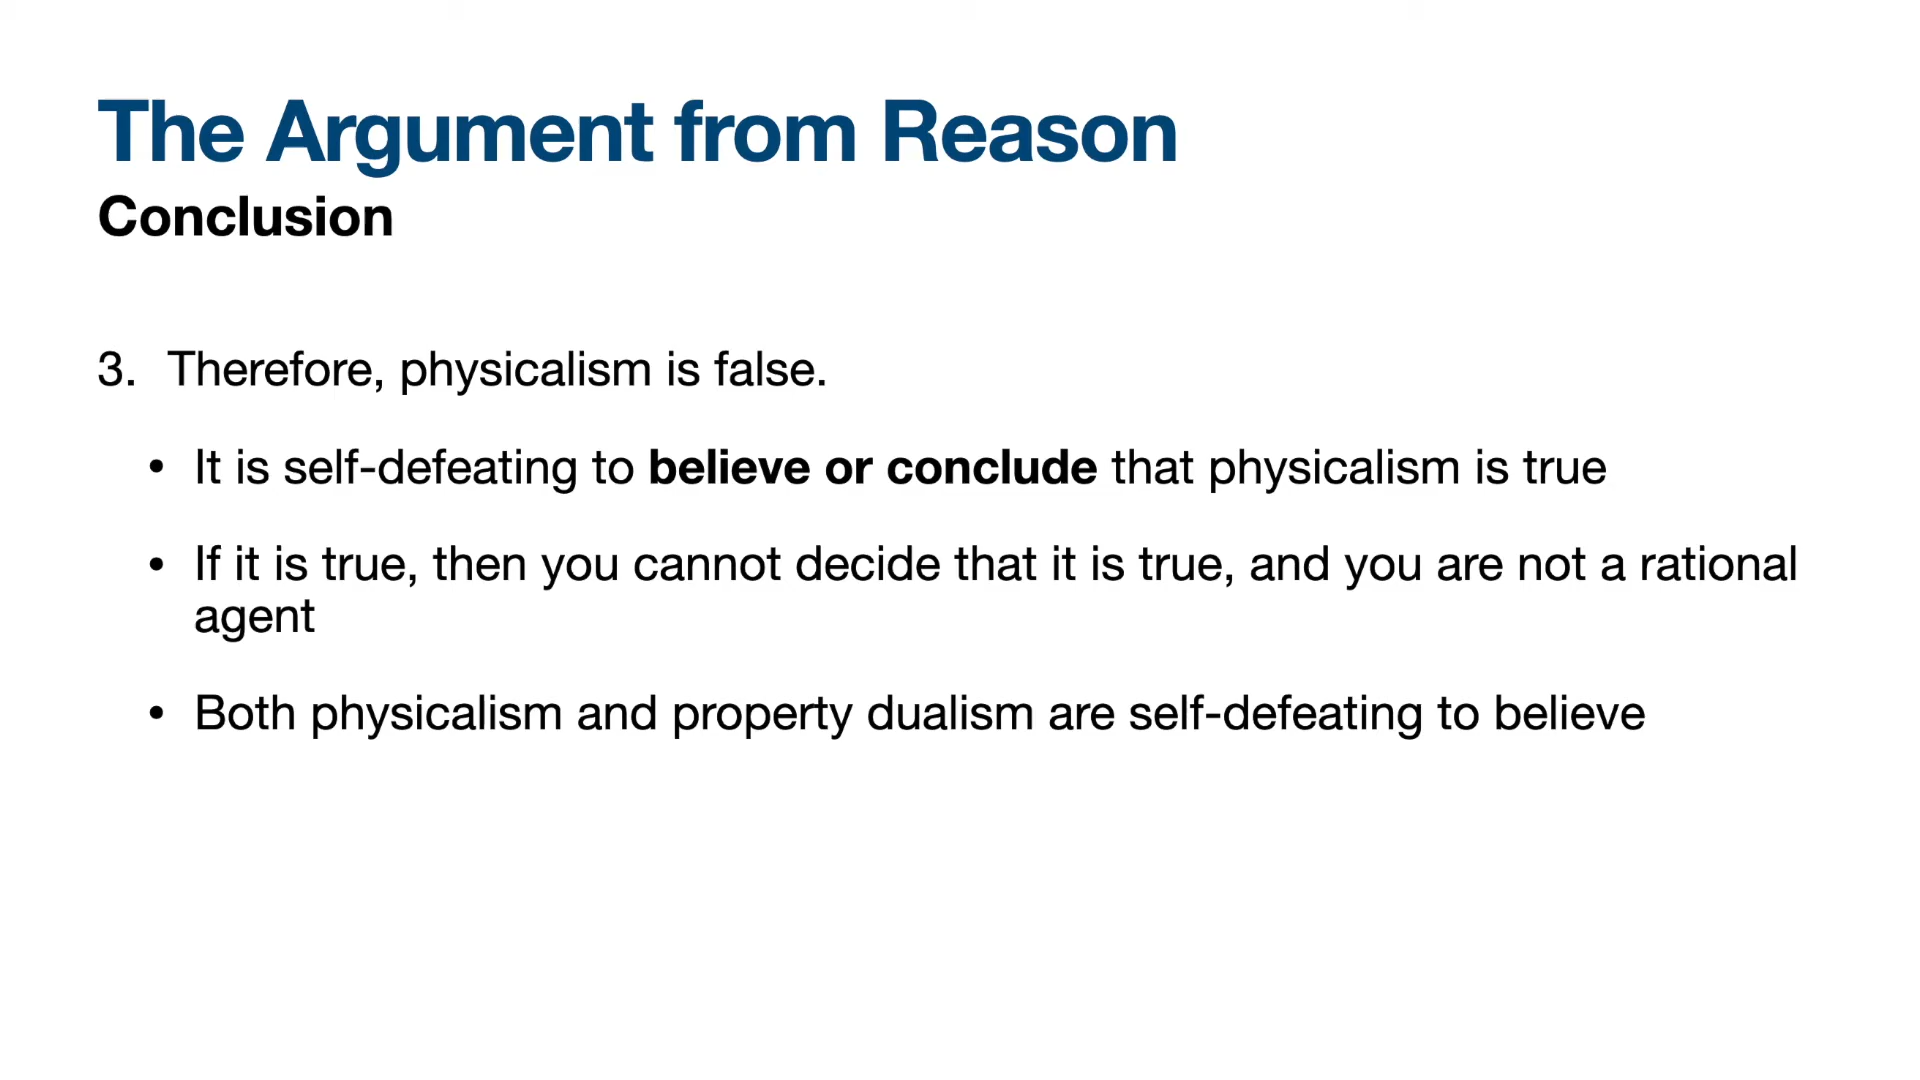 The Argument from Reason
Conclusion
3. Therefore, physicalism is false.
• It is self-defeating to believe or conclude that physicalism is true
• If it is true, then you cannot decide that it is true, and you are not a rational
agent
• Both physicalism and property dualism are self-defeating to believe